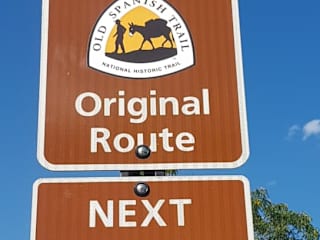 OLD SPANISH TRAIL
NATIONAL HISTORIC TRAIL
Original
Route
NEXT